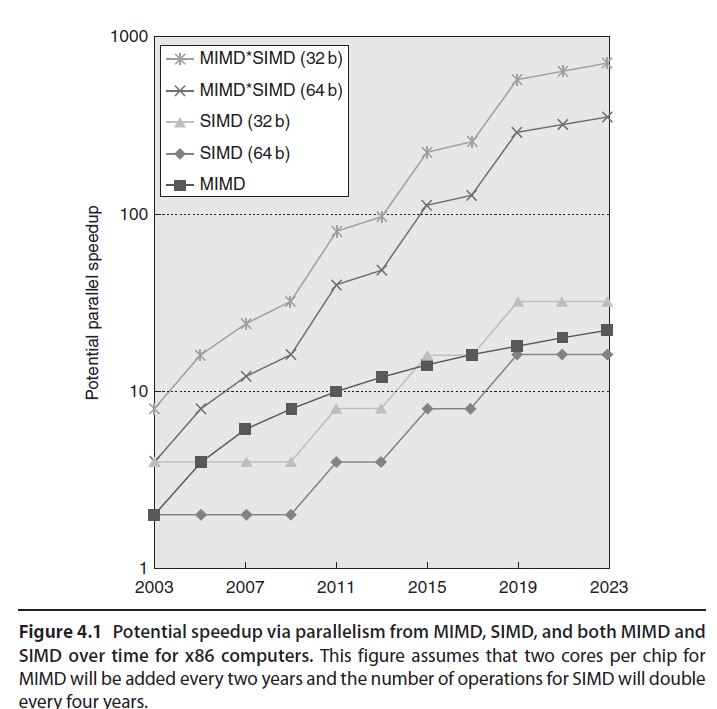 1000
MIMD*SIMD (32 b)
MIMD*SIMD (64 b)
SIMD (32 b)
SIMD (64 b)
MIMD
100
Potential parallel speedup
10
1
2003 2007 2011 2015 2019 2023
Figure 4.1 Potential speedup via parallelism from MIMD, SIMD, and both MIMD and
SIMD over time for x86 computers. This figure assumes that two cores per chip for
MIMD will be added every two years and the number of operations for SIMD will double
every four years.